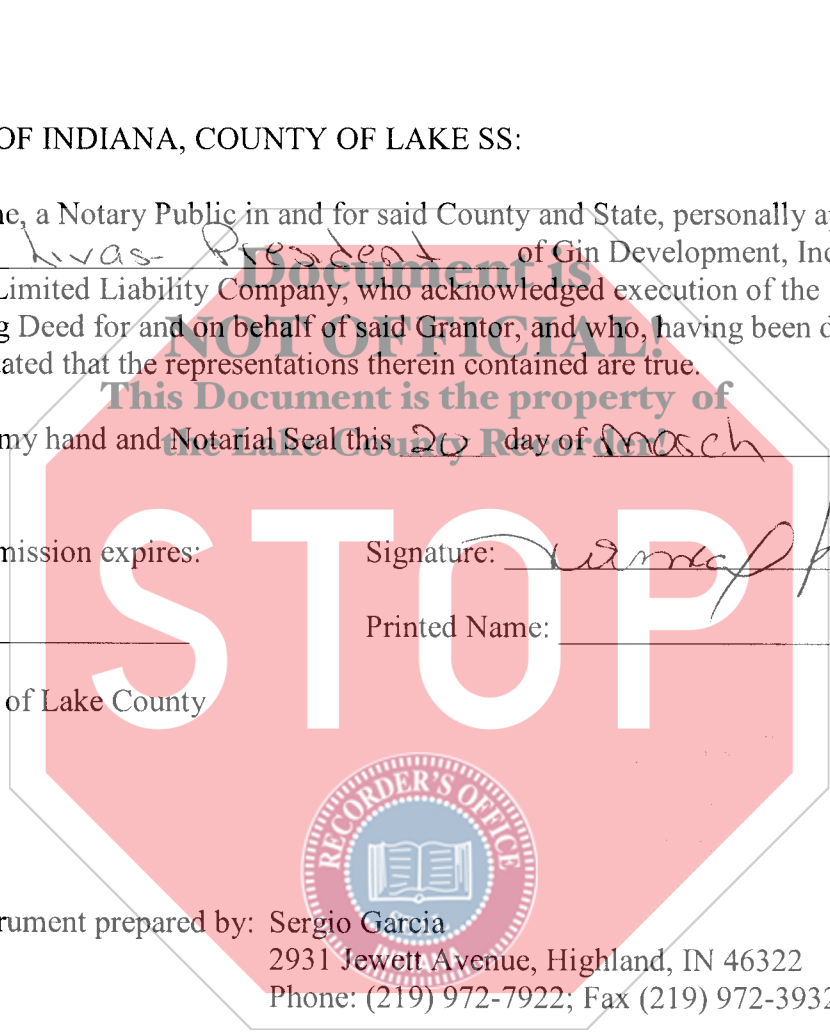 OF INDIANA, COUNTY OF LAKE SS:
ne, a Notary Public in and for said County and State, personally a
President of Gin Development, Inc
Limited Liability Company, who acknowledged execution of the
g Deed for and on behalf of said Grantor, and who, having been d
ated that the representations therein contained are true.
Document is
NOT OFFICIAL!
This Document is the property of
the Lake County Recorder!
my hand and Notarial Seal this 20 day of March
STOP
mission expires:
Signature:
Printed Name:
of Lake County
RECORDER'S OFFICE
INDIANA
rument prepared by: Sergio Garcia
2931 Jewett Avenue, Highland, IN 46322
Phone: (219) 972-7922; Fax (219) 972-3932